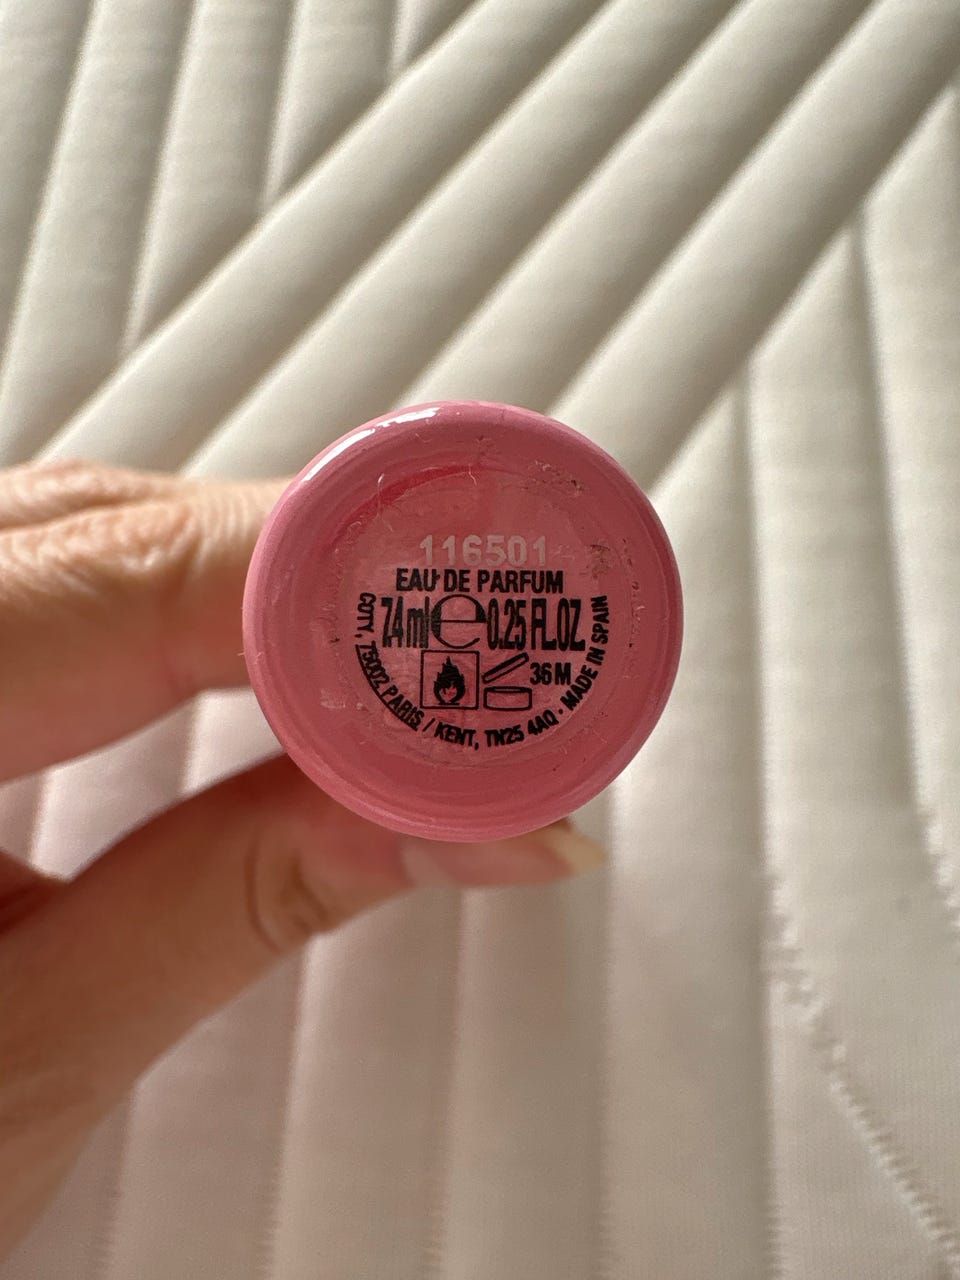 116501
EAU DE PARFUM
7.4 ml e 0.25 FL.OZ.
36 M
COTY, 75002 PARIS / KENT, TN25 4AQ · MADE IN SPAIN